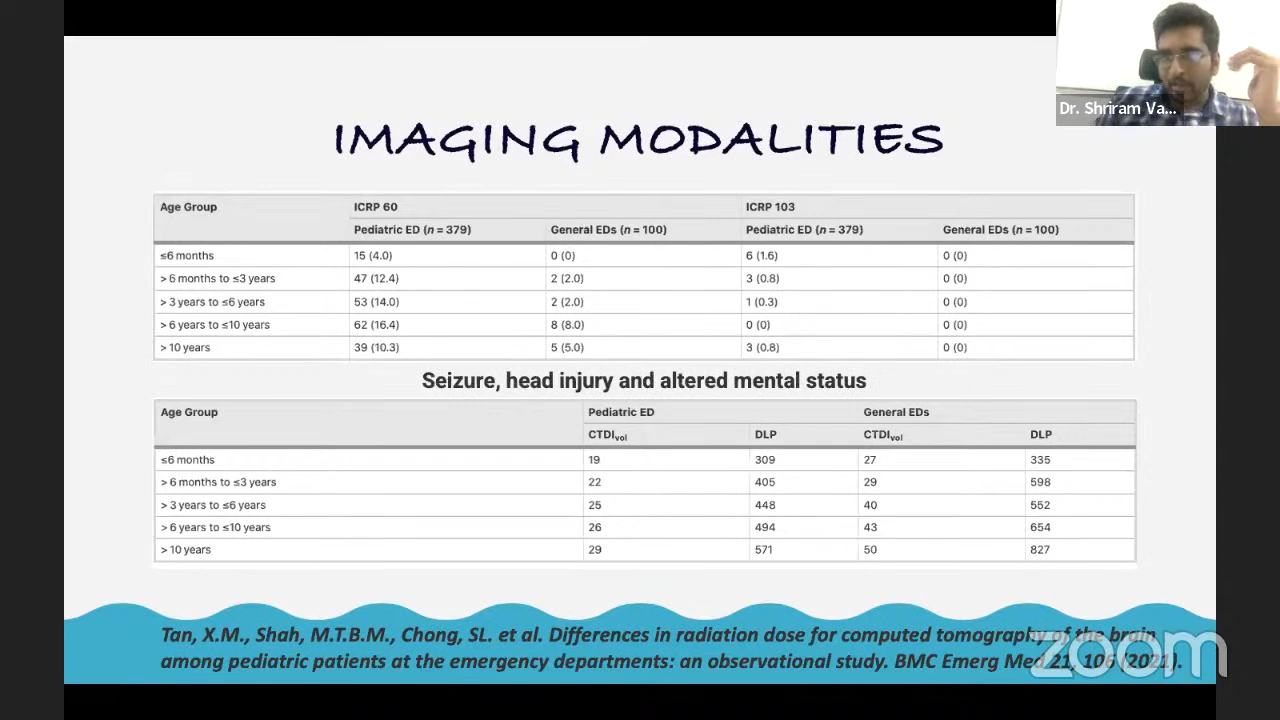 Dr. Shriram Va...
IMAGING MODALITIES
Age Group ICRP 60 ICRP 103
Pediatric ED (n = 379) General EDs (n = 100) Pediatric ED (n = 379) General EDs (n = 100)
≤6 months 15 (4.0) 0 (0) 6 (1.6) 0 (0)
> 6 months to ≤3 years 47 (12.4) 2 (2.0) 3 (0.8) 0 (0)
> 3 years to ≤6 years 53 (14.0) 2 (2.0) 1 (0.3) 0 (0)
> 6 years to ≤10 years 62 (16.4) 8 (8.0) 0 (0) 0 (0)
> 10 years 39 (10.3) 5 (5.0) 3 (0.8) 0 (0)
Seizure, head injury and altered mental status
Age Group Pediatric ED General EDs
CTDIvol DLP CTDIvol DLP
≤6 months 19 309 27 335
> 6 months to ≤3 years 22 405 29 598
> 3 years to ≤6 years 25 448 40 552
> 6 years to ≤10 years 26 494 43 654
> 10 years 29 571 50 827
Tan, X.M., Shah, M.T.B.M., Chong, SL. et al. Differences in radiation dose for computed tomography of the brain
among pediatric patients at the emergency departments: an observational study. BMC Emerg Med 21, 106 (2021).
zoom